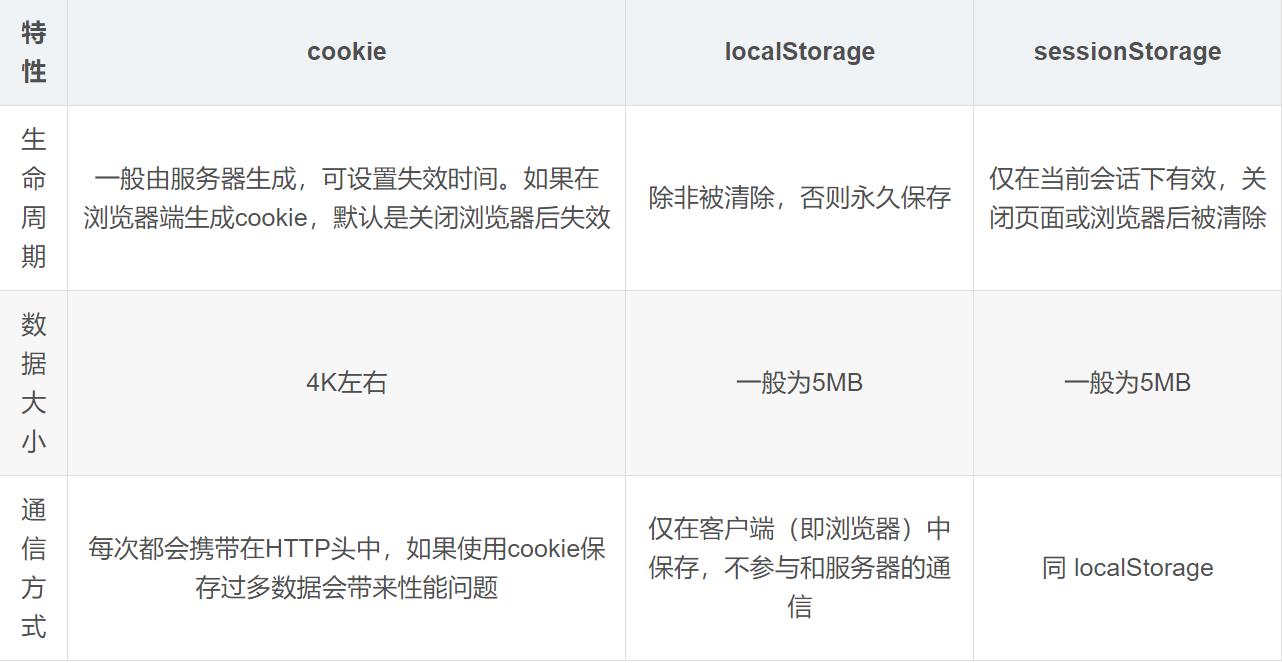 特
性
cookie
localStorage
sessionStorage
生
命
周
期
一般由服务器生成，可设置失效时间。如果在
浏览器端生成cookie，默认是关闭浏览器后失效
除非被清除，否则永久保存
仅在当前会话下有效，关
闭页面或浏览器后被清除
数
据
大
小
4K左右
一般为5MB
一般为5MB
通
信
方
式
每次都会携带在HTTP头中，如果使用cookie保
存过多数据会带来性能问题
仅在客户端（即浏览器）中
保存，不参与和服务器的通
信
同 localStorage